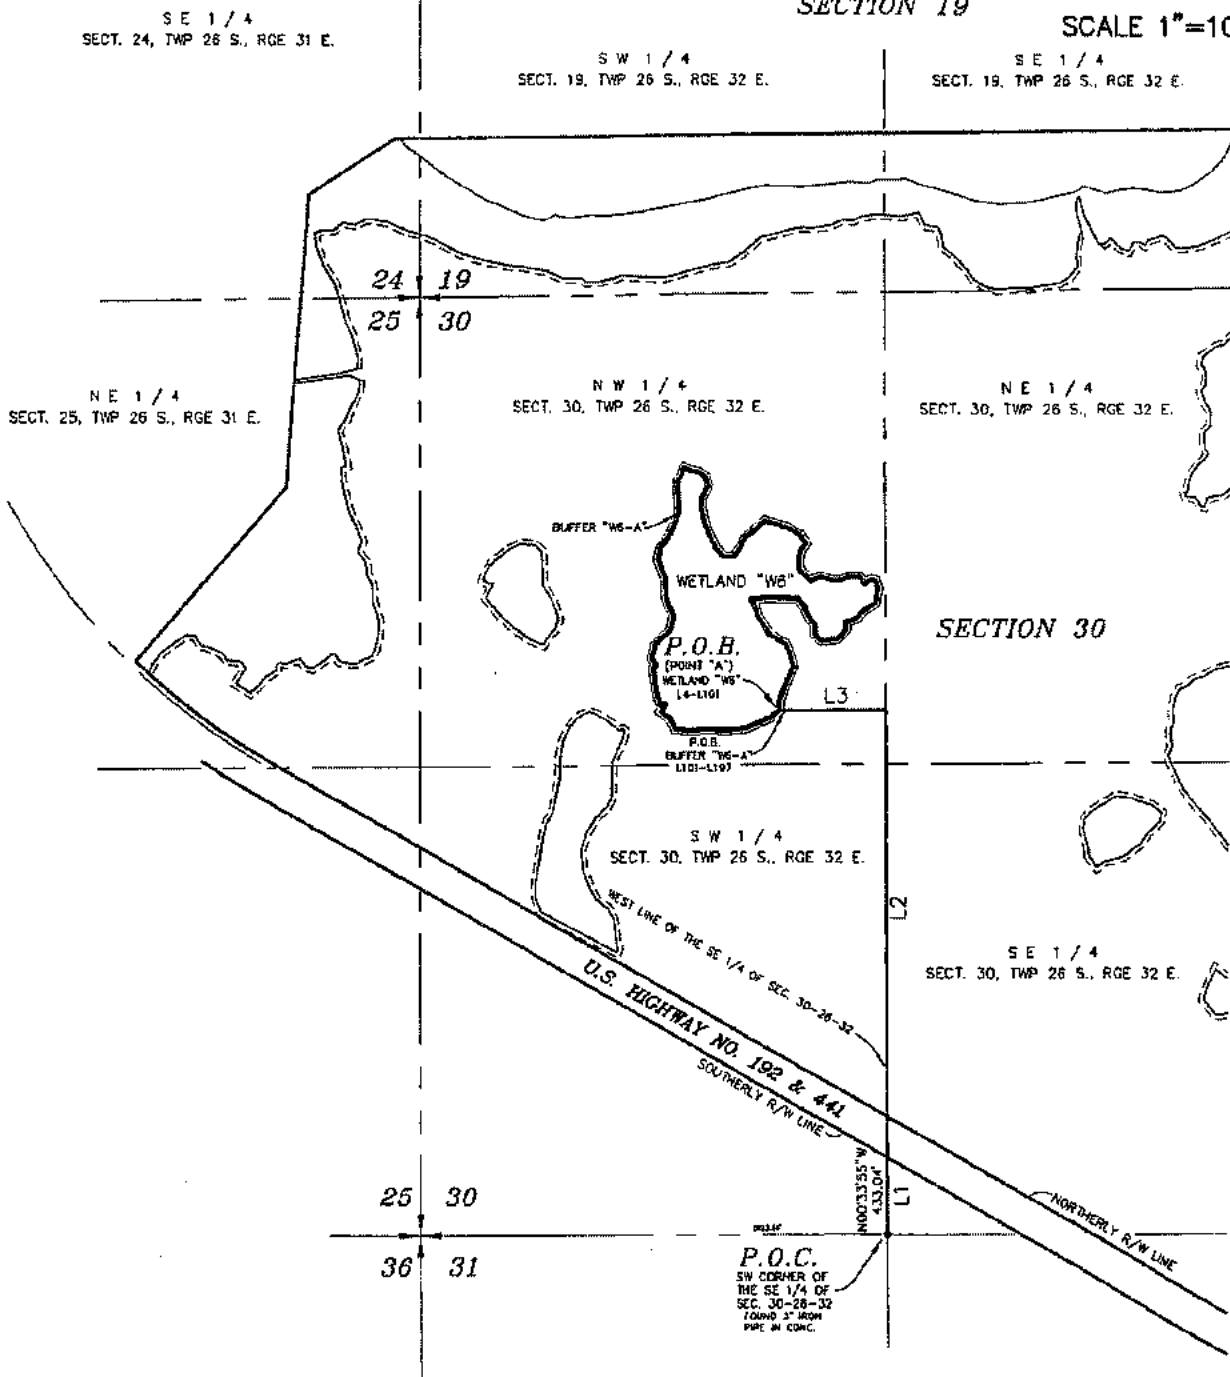 SECTION 19
SCALE 1"=10
S E 1 / 4
SECT. 24, TWP 26 S., RGE 31 E.
S W 1 / 4
SECT. 19, TWP 26 S., RGE 32 E.
S E 1 / 4
SECT. 19, TWP 26 S., RGE 32 E.
24 19
25 30
N E 1 / 4
SECT. 25, TWP 26 S., RGE 31 E.
N W 1 / 4
SECT. 30, TWP 26 S., RGE 32 E.
N E 1 / 4
SECT. 30, TWP 26 S., RGE 32 E.
BUFFER "W6-A"
WETLAND "W6"
SECTION 30
P.O.B.
(POINT "A")
WETLAND "W6"
L4-L101
L3
P.O.B.
BUFFER "W6-A"
L101-L197
S W 1 / 4
SECT. 30, TWP 26 S., RGE 32 E.
WEST LINE OF THE SE 1/4 OF SEC. 30-26-32
L2
S E 1 / 4
SECT. 30, TWP 26 S., RGE 32 E.
U.S. HIGHWAY NO. 192 & 441
SOUTHERLY R/W LINE
N00°33'55"W
433.04'
L1
NORTHERLY R/W LINE
25 30
36 31
P.O.C.
SW CORNER OF
THE SE 1/4 OF
SEC. 30-26-32
FOUND 3" IRON
PIPE IN CONC.